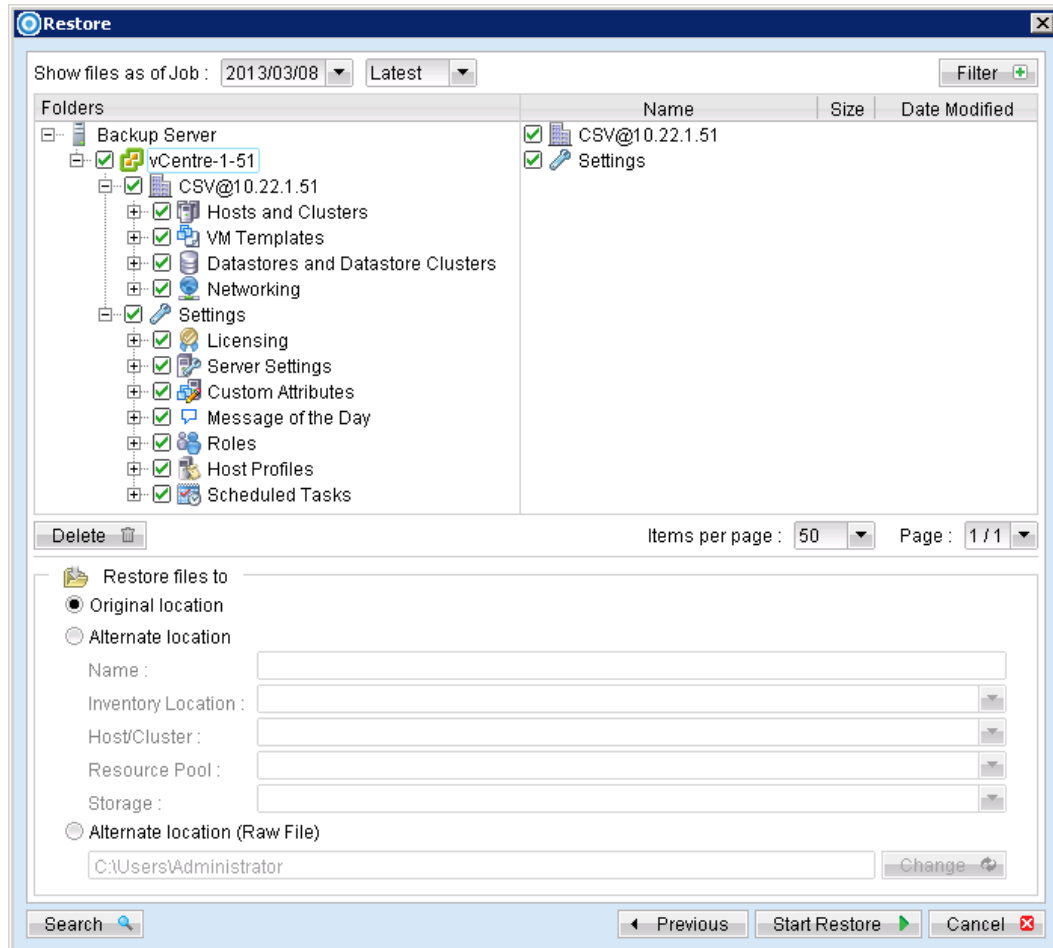 Restore
Show files as of Job : 2013/03/08 Latest Filter
Folders Name Size Date Modified
Backup Server
vCentre-1-51
CSV@10.22.1.51
Hosts and Clusters
VM Templates
Datastores and Datastore Clusters
Networking
Settings
Licensing
Server Settings
Custom Attributes
Message of the Day
Roles
Host Profiles
Scheduled Tasks
CSV@10.22.1.51
Settings
Delete Items per page : 50 Page : 1 / 1
Restore files to
Original location
Alternate location
Name :
Inventory Location :
Host/Cluster :
Resource Pool :
Storage :
Alternate location (Raw File)
C:\Users\Administrator Change
Search Previous Start Restore Cancel